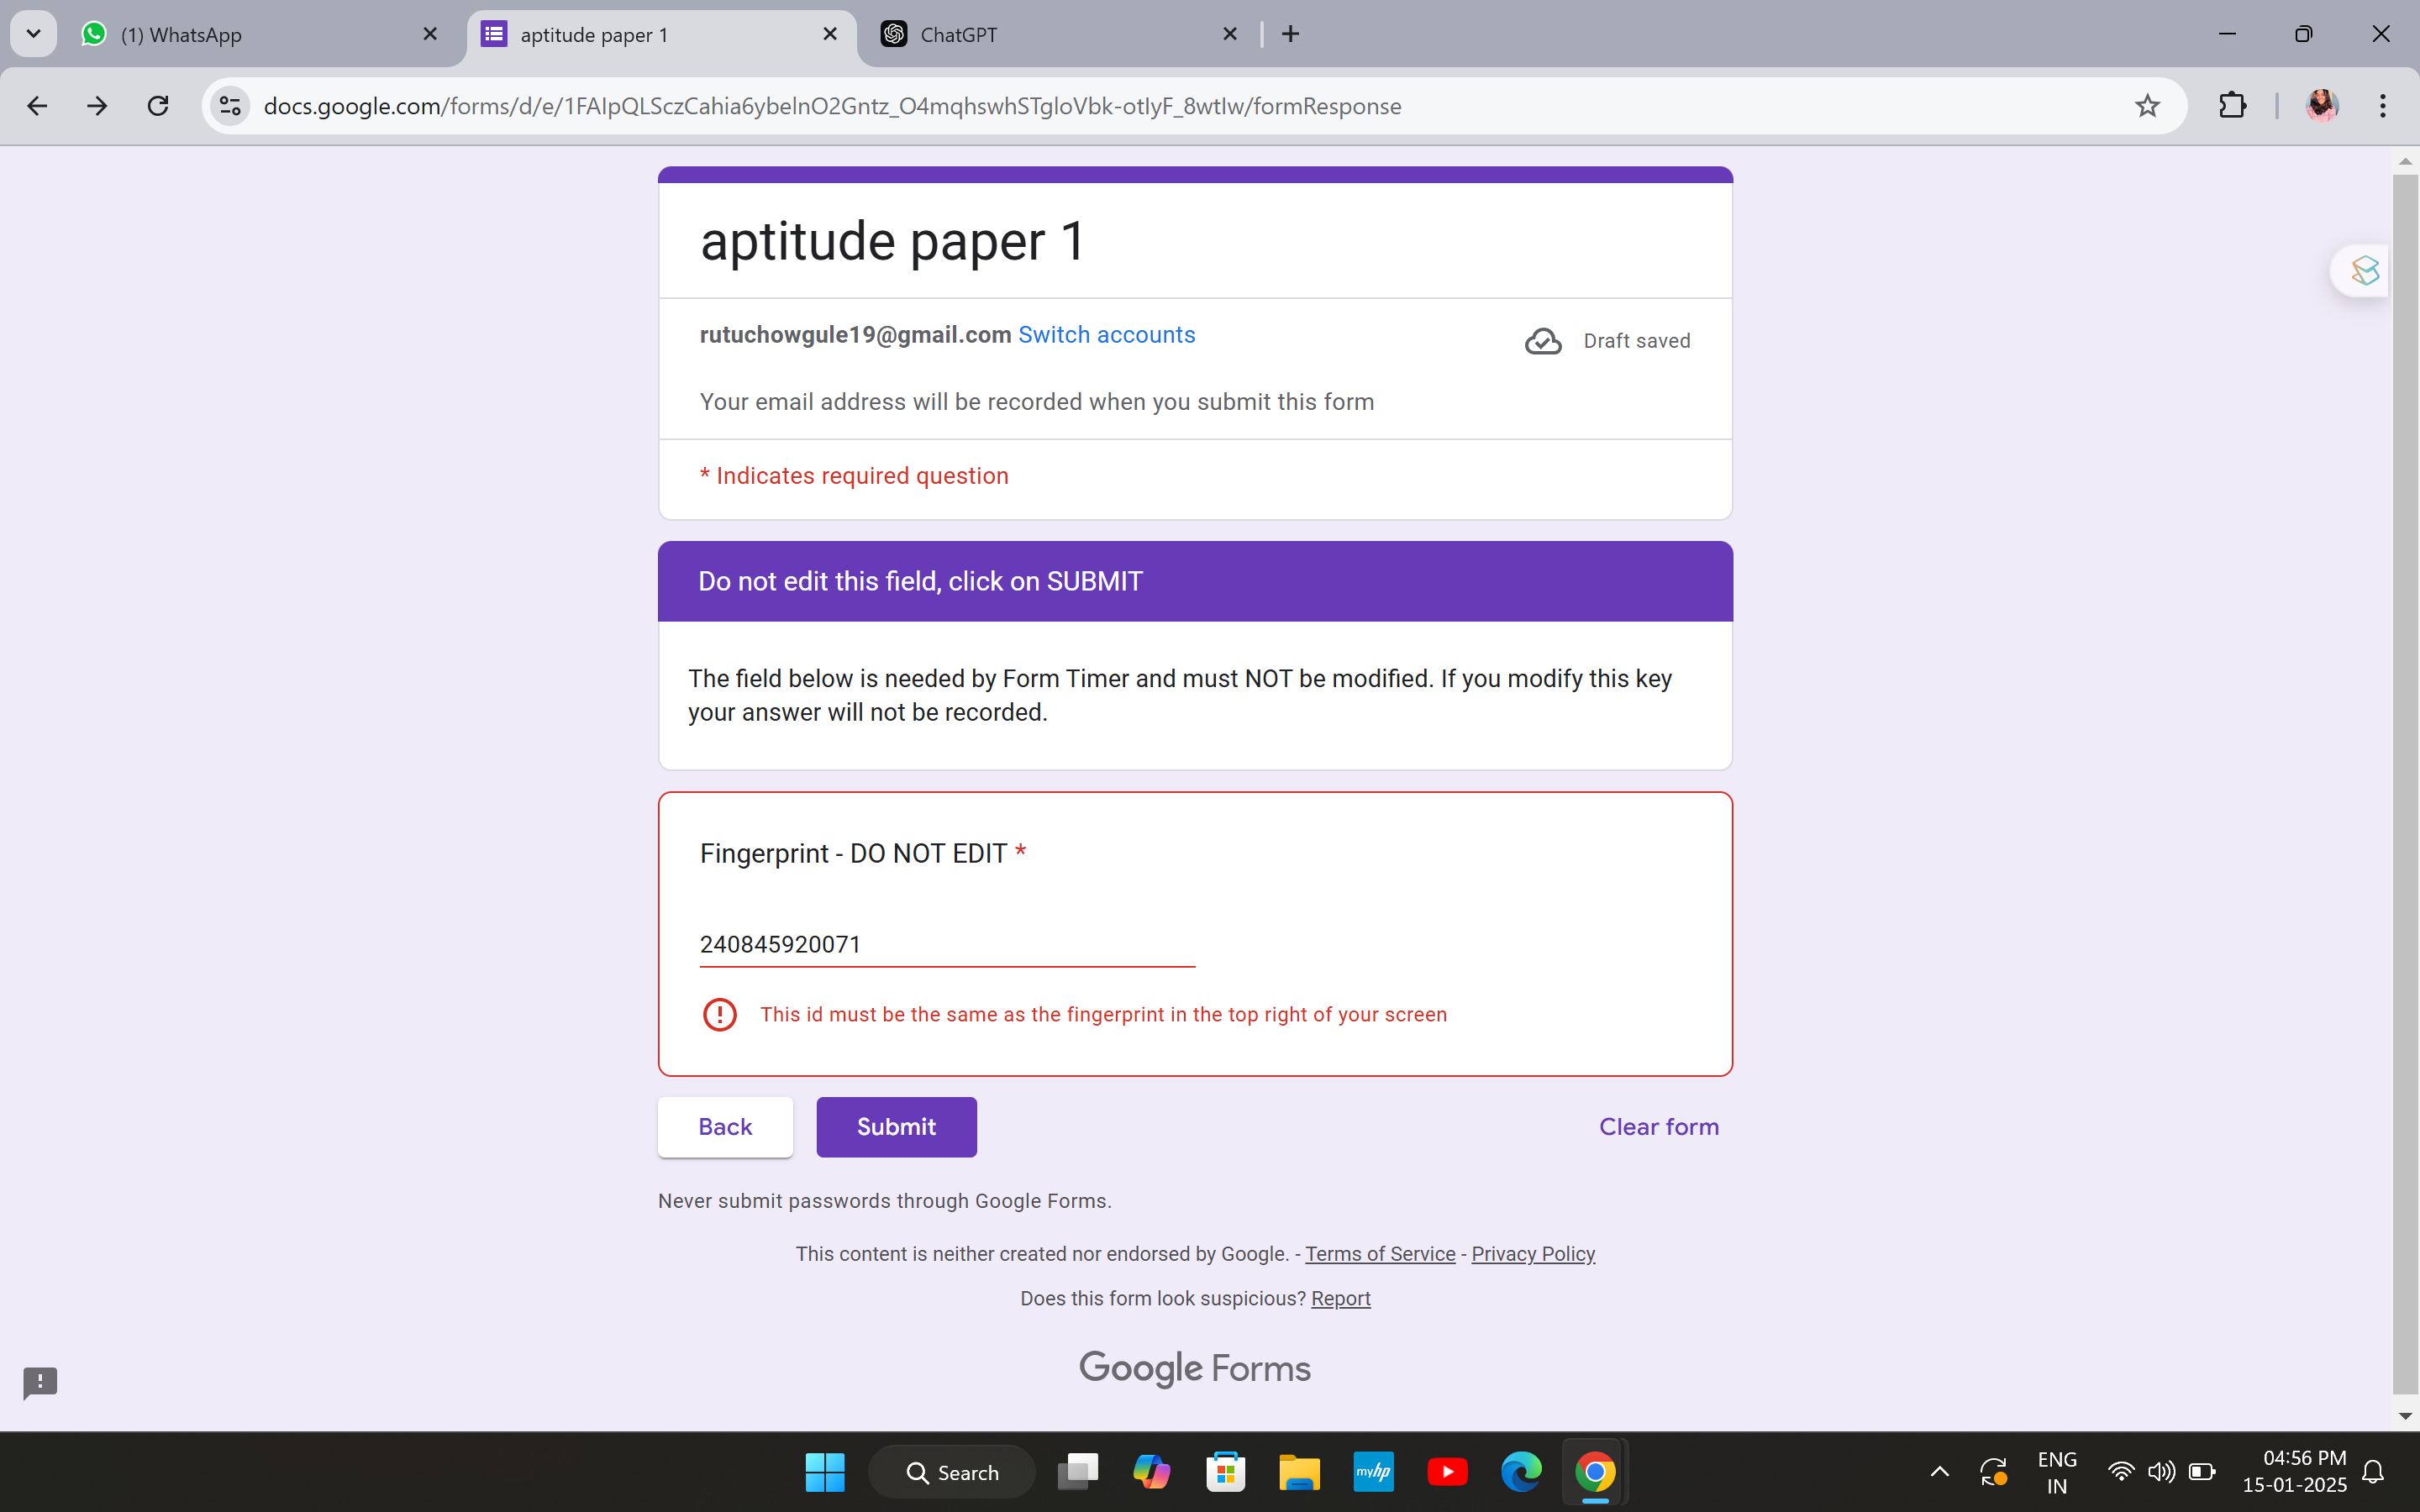 (1) WhatsApp
aptitude paper 1
ChatGPT
docs.google.com/forms/d/e/1FAIpQLSczCahia6ybelnO2Gntz_O4mqhswhSTgloVbk-otIyF_8wtIw/formResponse
aptitude paper 1
rutuchowgule19@gmail.com Switch accounts
Draft saved
Your email address will be recorded when you submit this form
* Indicates required question
Do not edit this field, click on SUBMIT
The field below is needed by Form Timer and must NOT be modified. If you modify this key
your answer will not be recorded.
Fingerprint - DO NOT EDIT *
240845920071
This id must be the same as the fingerprint in the top right of your screen
Back
Submit
Clear form
Never submit passwords through Google Forms.
This content is neither created nor endorsed by Google. - Terms of Service - Privacy Policy
Does this form look suspicious? Report
Google Forms
Search
myhp
ENG
IN
04:56 PM
15-01-2025